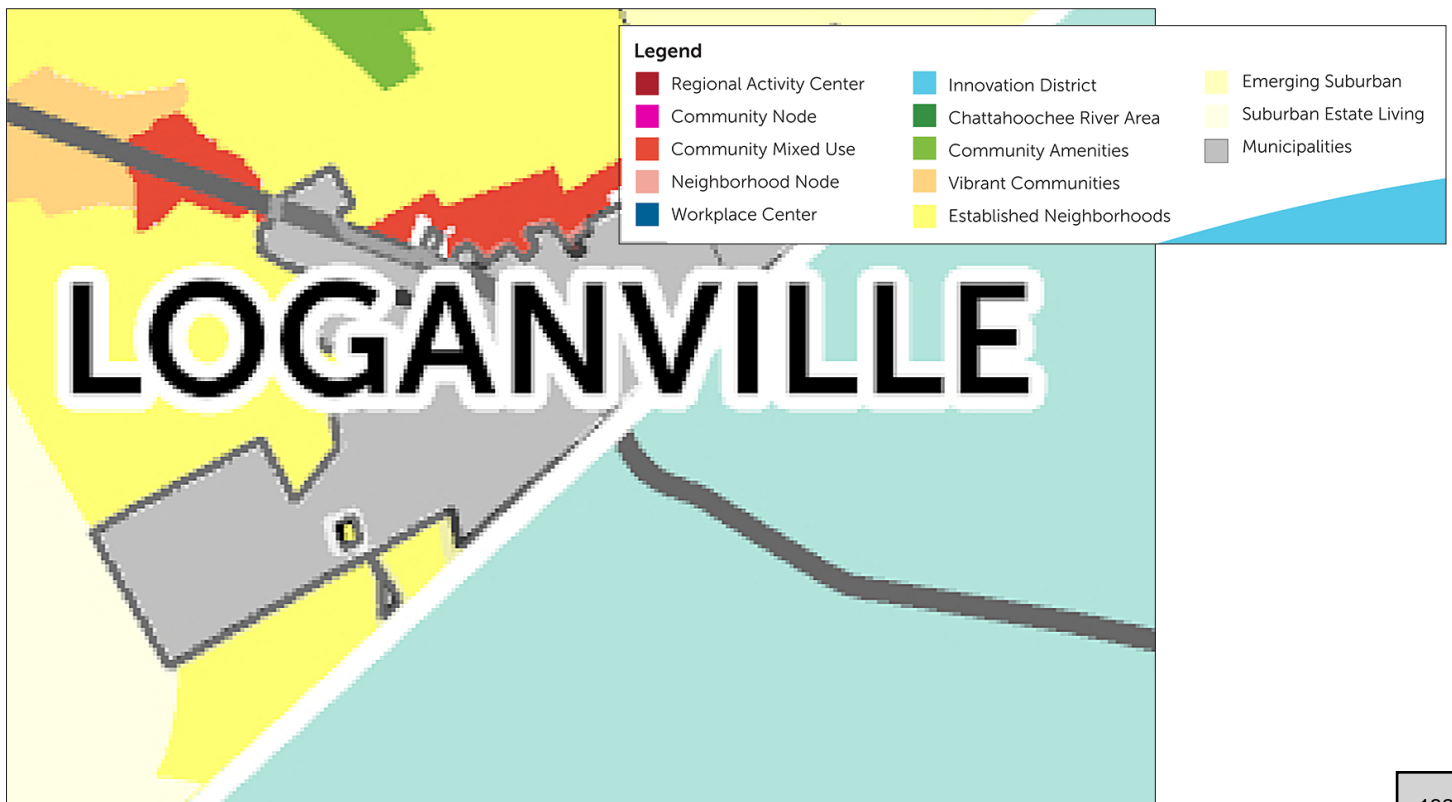 Legend
Regional Activity Center
Community Node
Community Mixed Use
Neighborhood Node
Workplace Center
Innovation District
Chattahoochee River Area
Community Amenities
Vibrant Communities
Established Neighborhoods
Emerging Suburban
Suburban Estate Living
Municipalities
LOGANVILLE